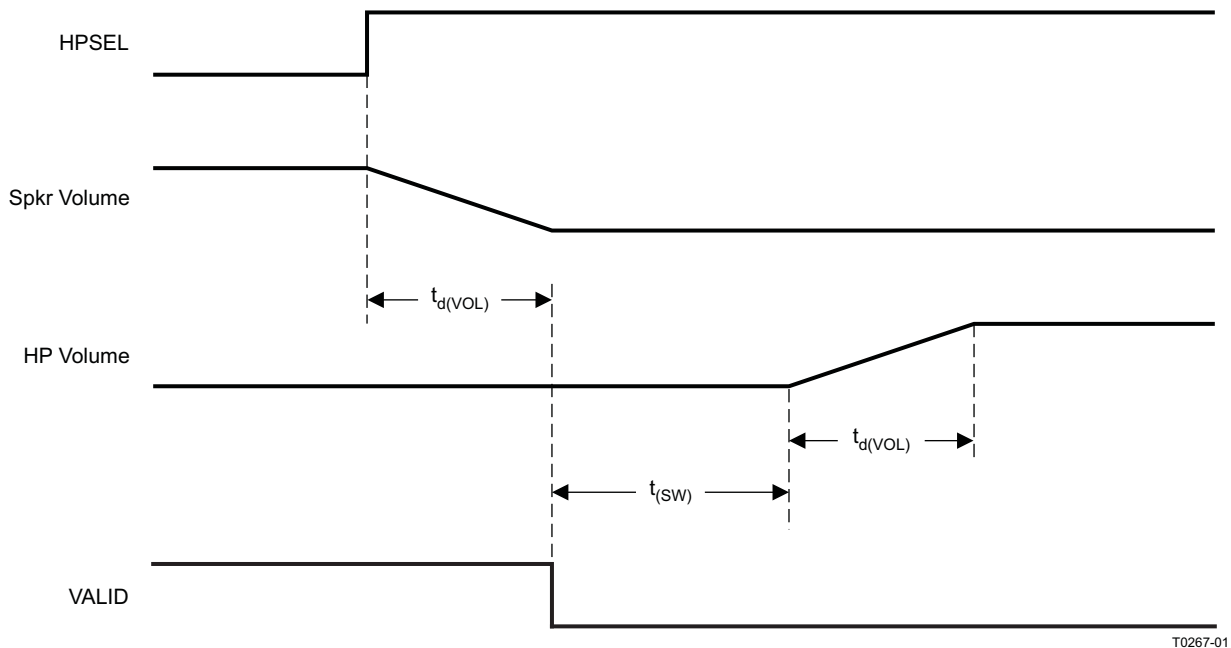 HPSEL
Spkr Volume
t_d(VOL)
HP Volume
t_d(VOL)
t_(SW)
VALID
T0267-01